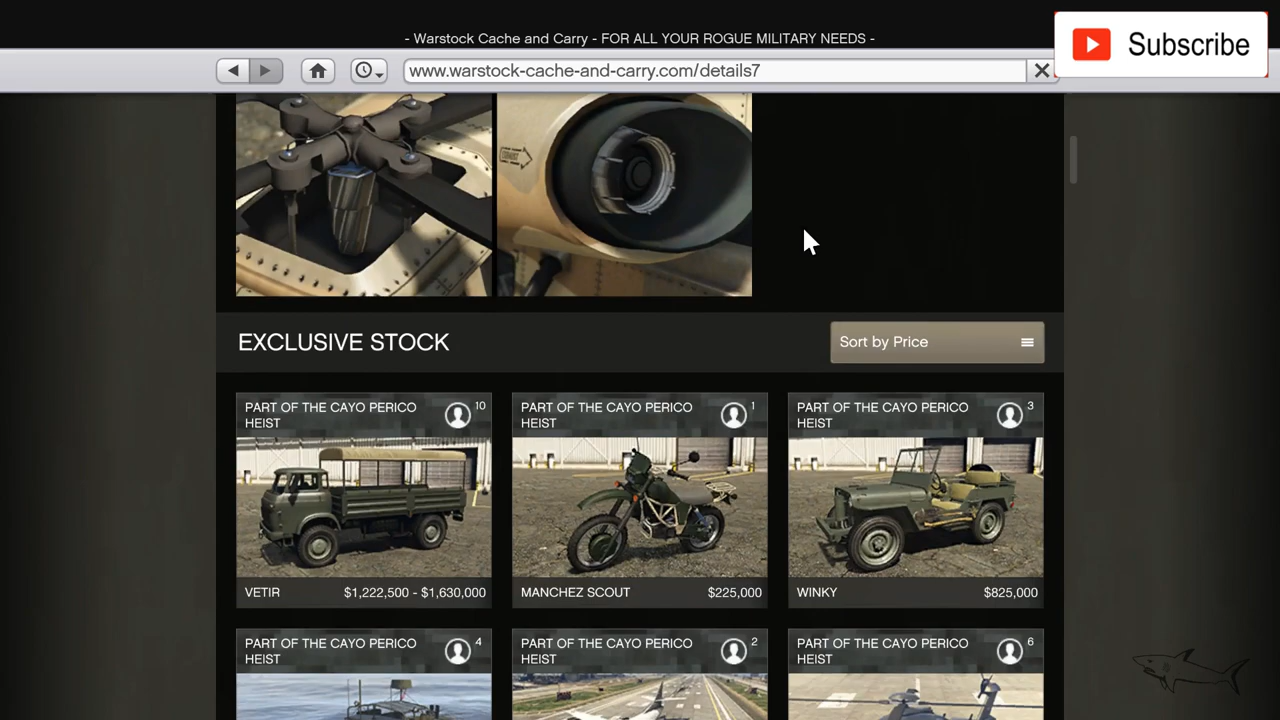 - Warstock Cache and Carry - FOR ALL YOUR ROGUE MILITARY NEEDS -
Subscribe
www.warstock-cache-and-carry.com/details7
EXCLUSIVE STOCK
Sort by Price
PART OF THE CAYO PERICO
HEIST
10
PART OF THE CAYO PERICO
HEIST
1
PART OF THE CAYO PERICO
HEIST
3
VETIR $1,222,500 - $1,630,000
MANCHEZ SCOUT $225,000
WINKY $825,000
PART OF THE CAYO PERICO
HEIST
4
PART OF THE CAYO PERICO
HEIST
2
PART OF THE CAYO PERICO
HEIST
6